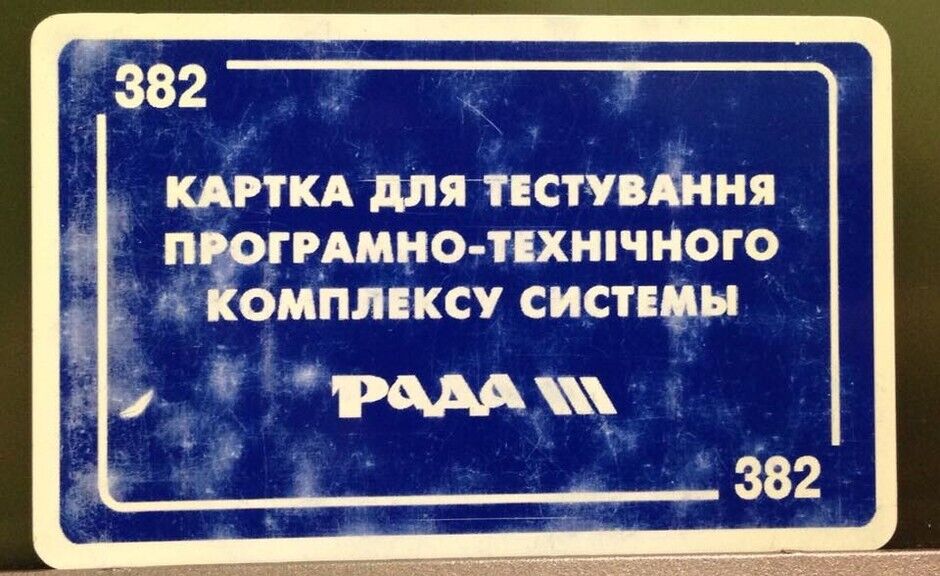 382
КАРТКА ДЛЯ ТЕСТУВАННЯ
ПРОГРАМНО-ТЕХНІЧНОГО
КОМПЛЕКСУ СИСТЕМЫ
РАДА III
382